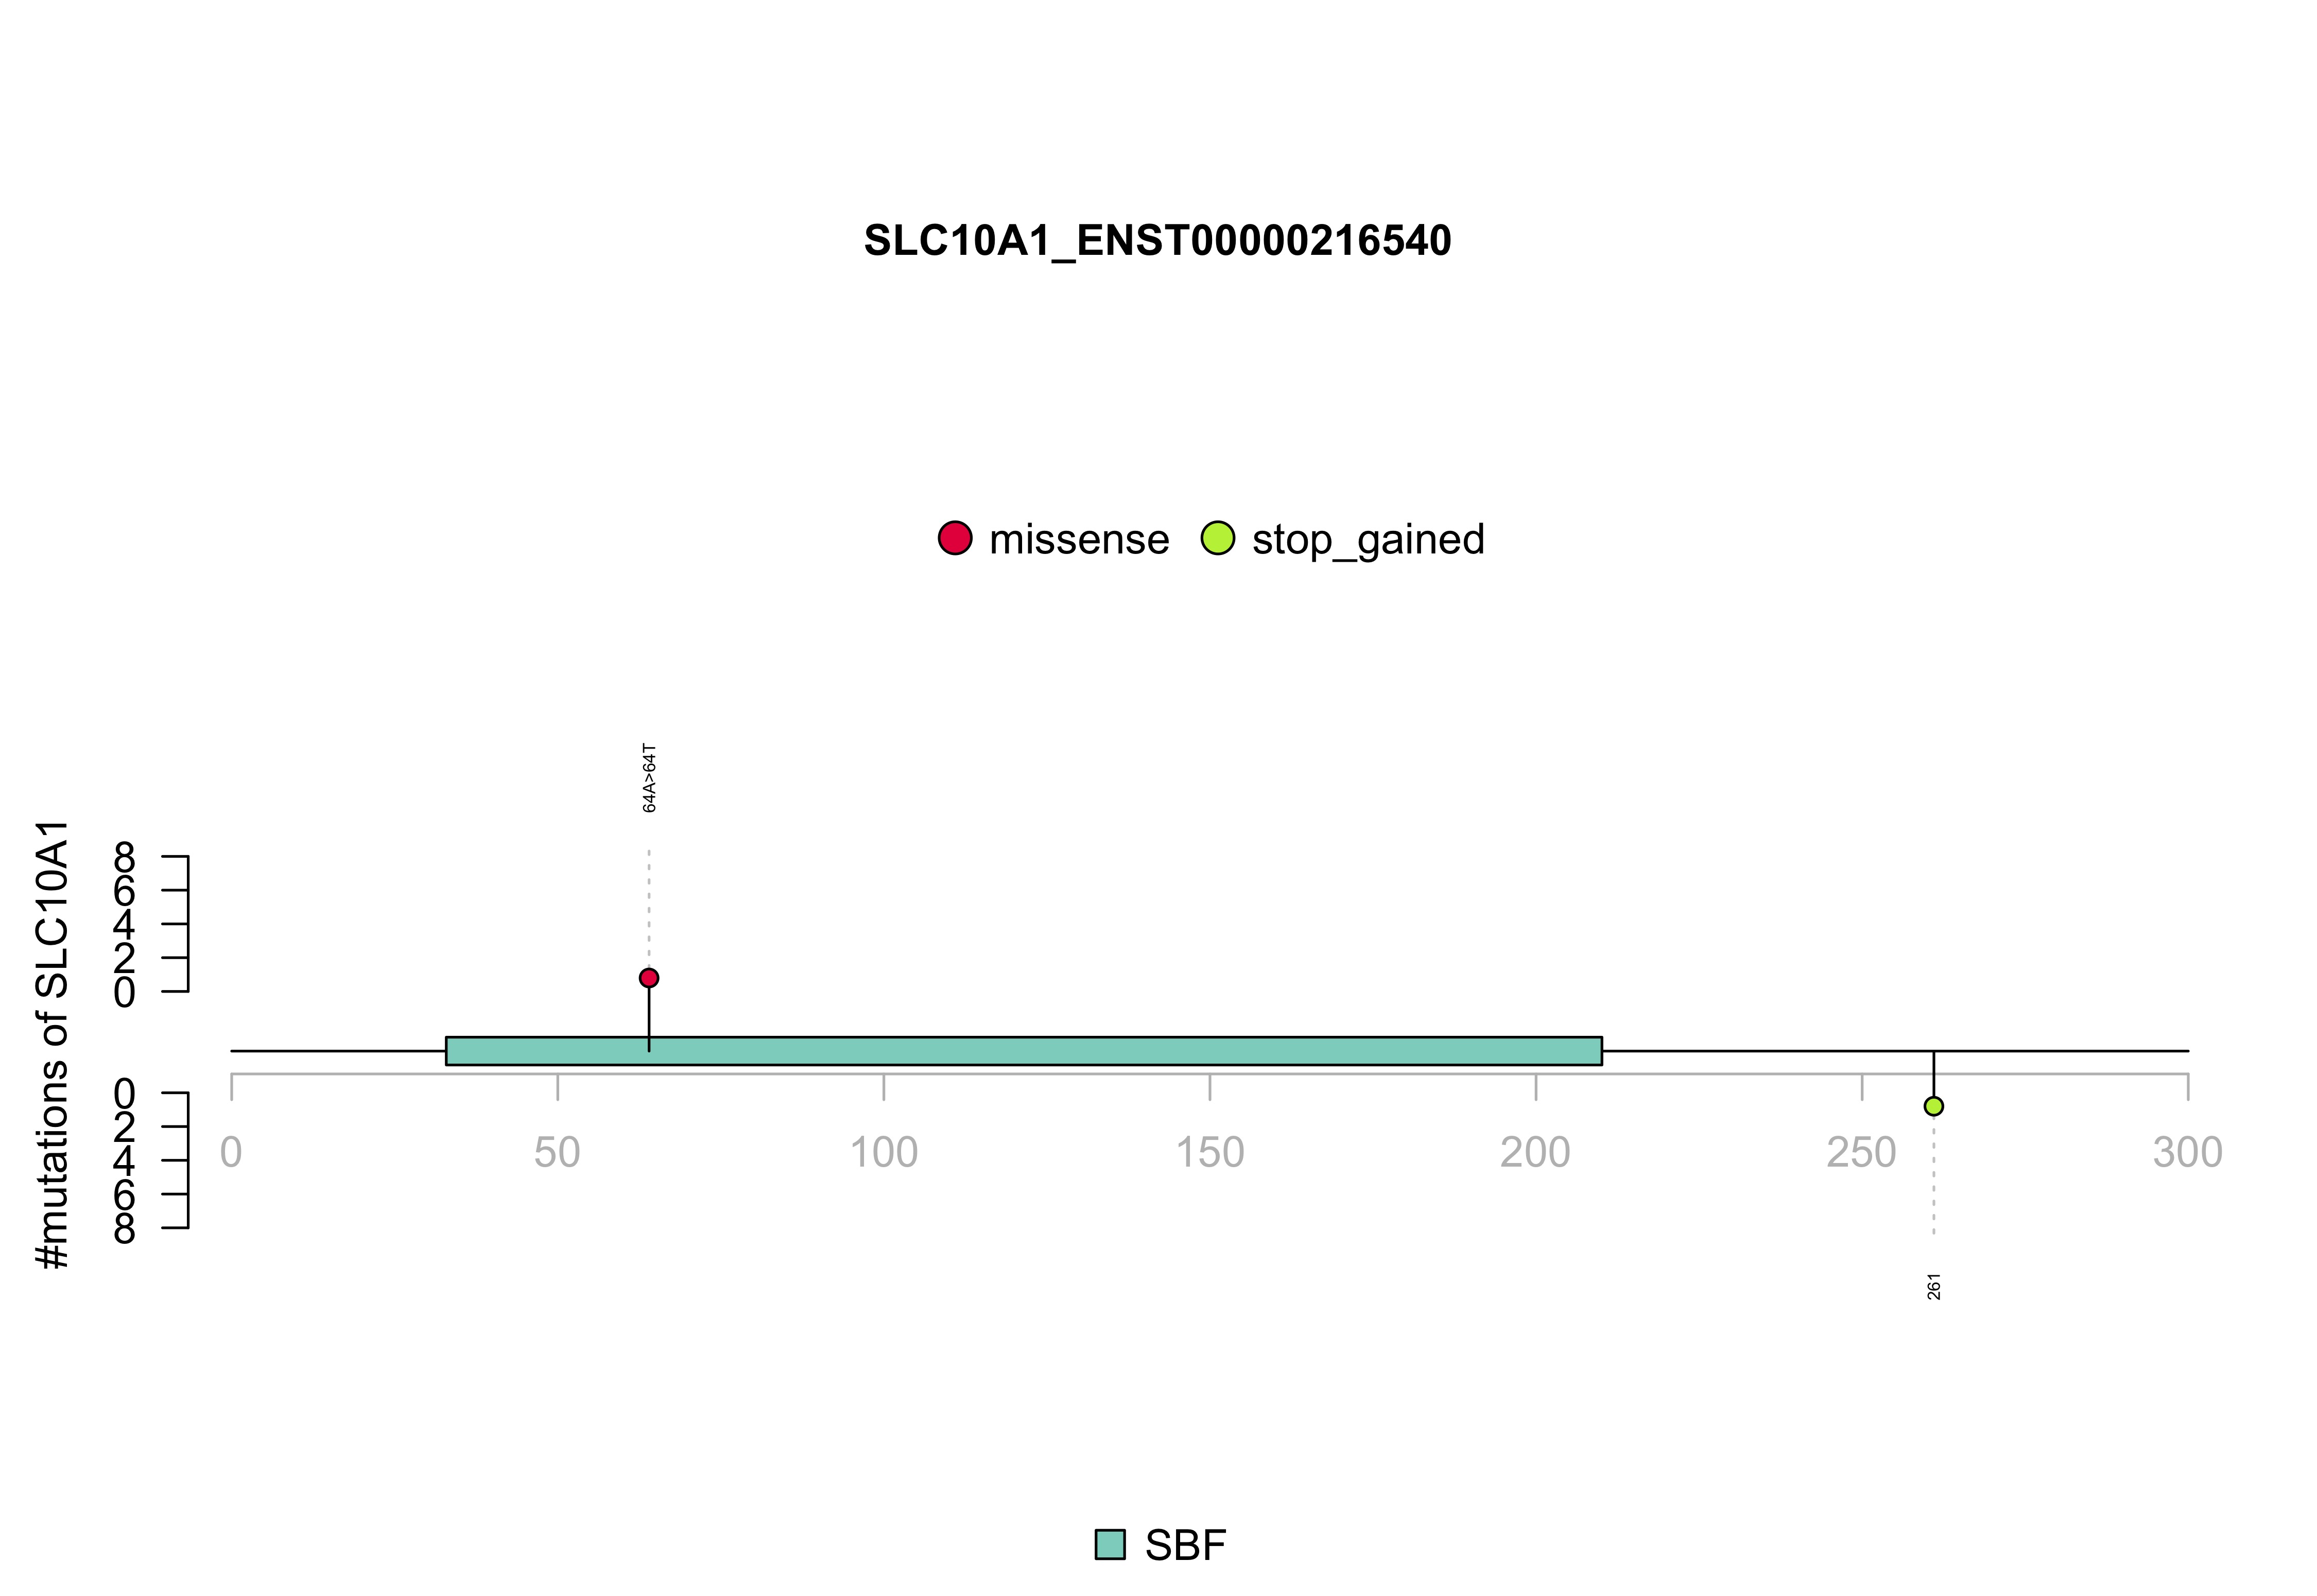 SLC10A1_ENST00000216540
missense stop_gained
64A>64T
#mutations of SLC10A1
8
6
4
2
0
0
2
4
6
8
0 50 100 150 200 250 300
261
SBF